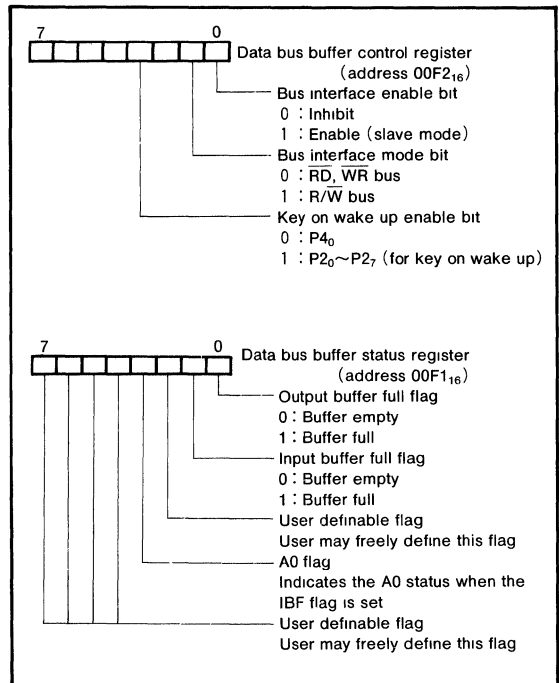 7 0
Data bus buffer control register
(address 00F2₁₆)
Bus interface enable bit
0 : Inhibit
1 : Enable (slave mode)
Bus interface mode bit
0 : R̅D̅, W̅R̅ bus
1 : R/W̅ bus
Key on wake up enable bit
0 : P4₀
1 : P2₀~P2₇ (for key on wake up)
7 0
Data bus buffer status register
(address 00F1₁₆)
Output buffer full flag
0 : Buffer empty
1 : Buffer full
Input buffer full flag
0 : Buffer empty
1 : Buffer full
User definable flag
User may freely define this flag
A0 flag
Indicates the A0 status when the
IBF flag is set
User definable flag
User may freely define this flag